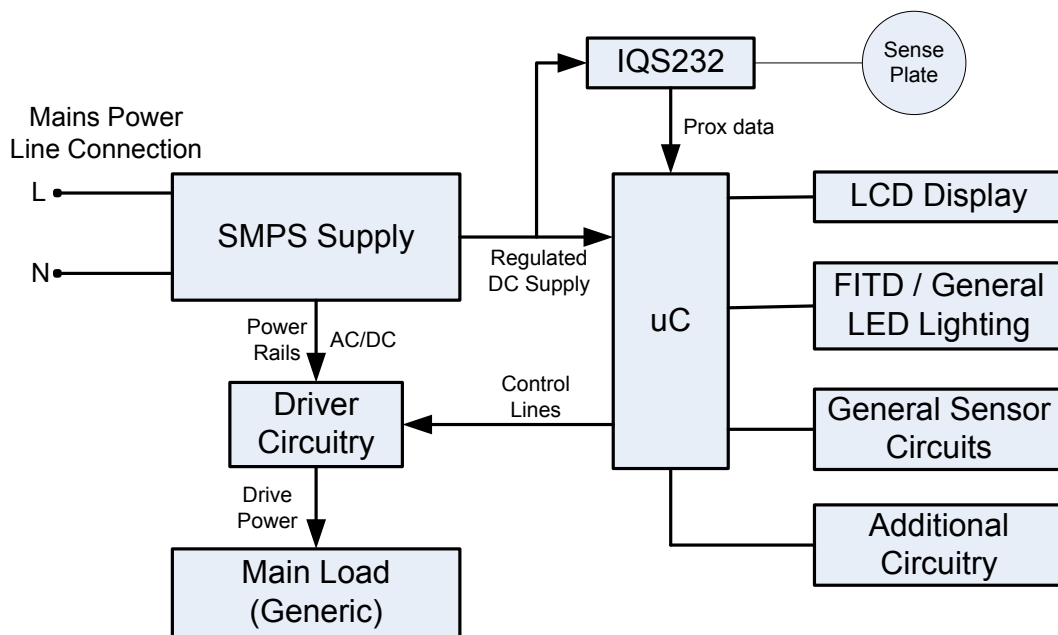 IQS232
Sense
Plate
Mains Power
Line Connection
Prox data
L
SMPS Supply
LCD Display
N
Regulated
DC Supply
uC
FITD / General
LED Lighting
Power
Rails
AC/DC
Driver
Circuitry
Control
Lines
General Sensor
Circuits
Drive
Power
Additional
Circuitry
Main Load
(Generic)